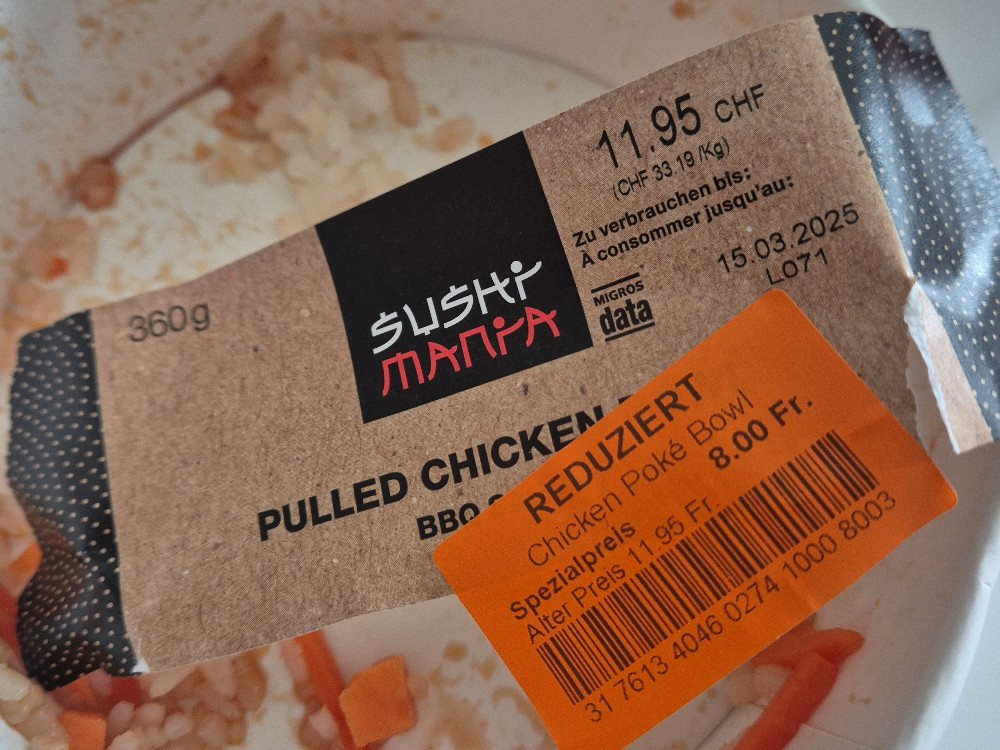 11.95 CHF
(CHF 33.19 /Kg)
Zu verbrauchen bis:
À consommer jusqu'au:
15.03.2025
L071
MIGROS
data
360g
SUSHI
MANIA
PULLED CHICKEN
BBQ
REDUZIERT
Chicken Poké Bowl
8.00 Fr.
Spezialpreis
Alter Preis 11.95 Fr.
31 7613 4046 0274 1000 8003